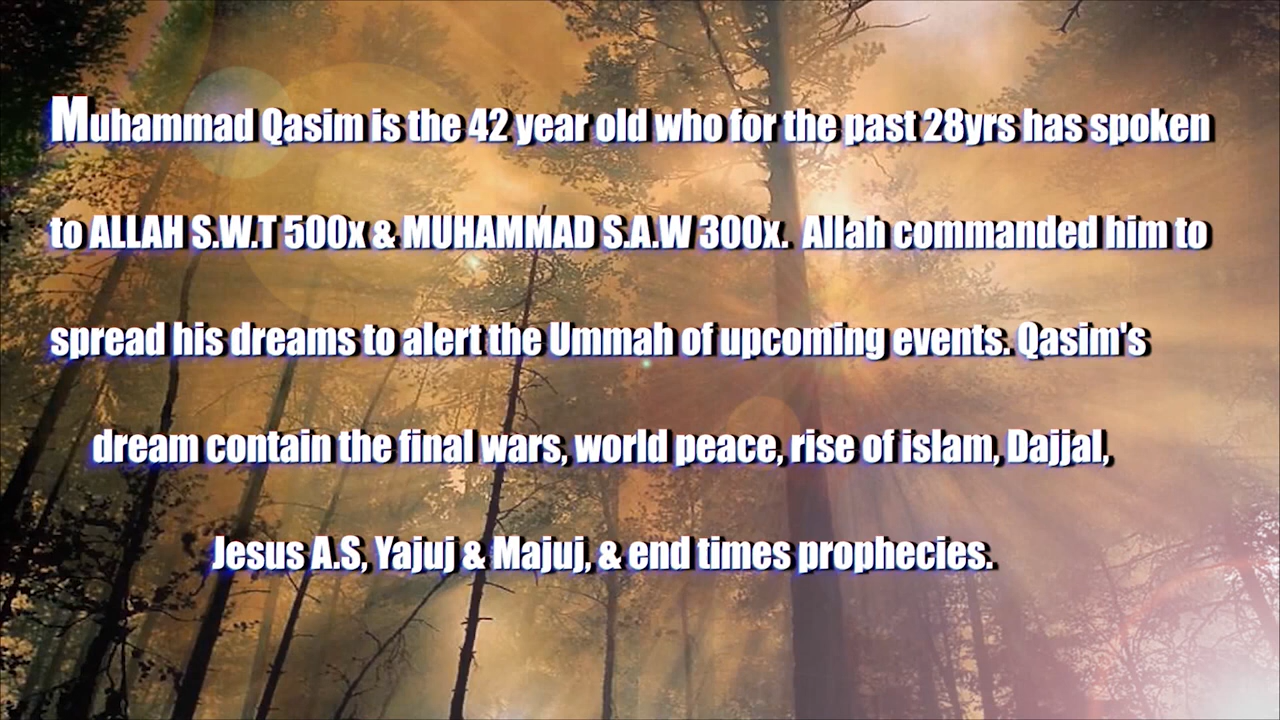 Muhammad Qasim is the 42 year old who for the past 28yrs has spoken
to ALLAH S.W.T 500x & MUHAMMAD S.A.W 300x. Allah commanded him to
spread his dreams to alert the Ummah of upcoming events. Qasim's
dream contain the final wars, world peace, rise of islam, Dajjal,
Jesus A.S, Yajuj & Majuj, & end times prophecies.